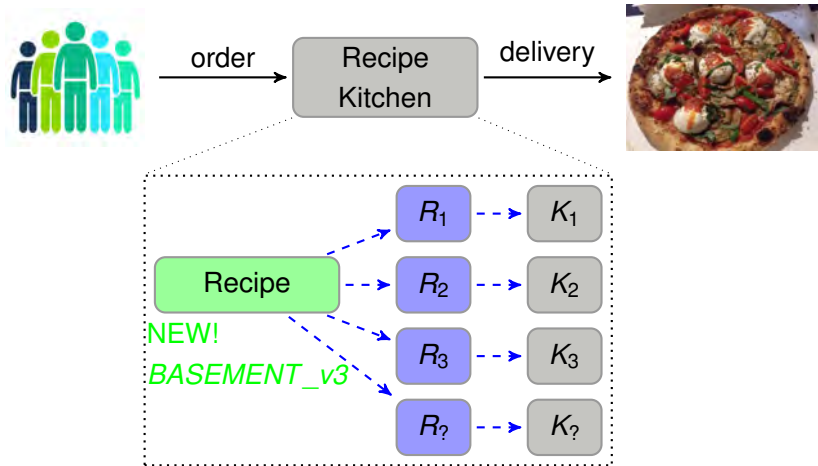 order
Recipe
Kitchen
delivery
R₁
K₁
Recipe
R₂
K₂
NEW!
R₃
K₃
BASEMENT_v3
R?
K?